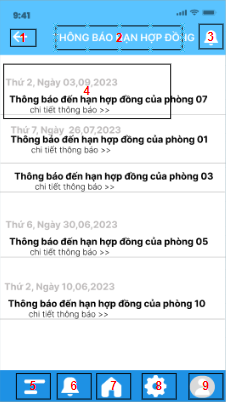 9:41
1
THÔNG BÁO HẠN HỢP ĐỒNG
2
3
Thứ 2, Ngày 03,09,2023
4
Thông báo đến hạn hợp đồng của phòng 07
chi tiết thông báo >>
Thứ 7, Ngày 26,07,2023
Thông báo đến hạn hợp đồng của phòng 01
chi tiết thông báo >>
Thông báo đến hạn hợp đồng của phòng 03
chi tiết thông báo >>
Thứ 6, Ngày 30,06/2023
Thông báo đến hạn hợp đồng của phòng 05
chi tiết thông báo >>
Thứ 2, Ngày 10,06/2023
Thông báo đến hạn hợp đồng của phòng 10
chi tiết thông báo >>
5 6 7 8 9